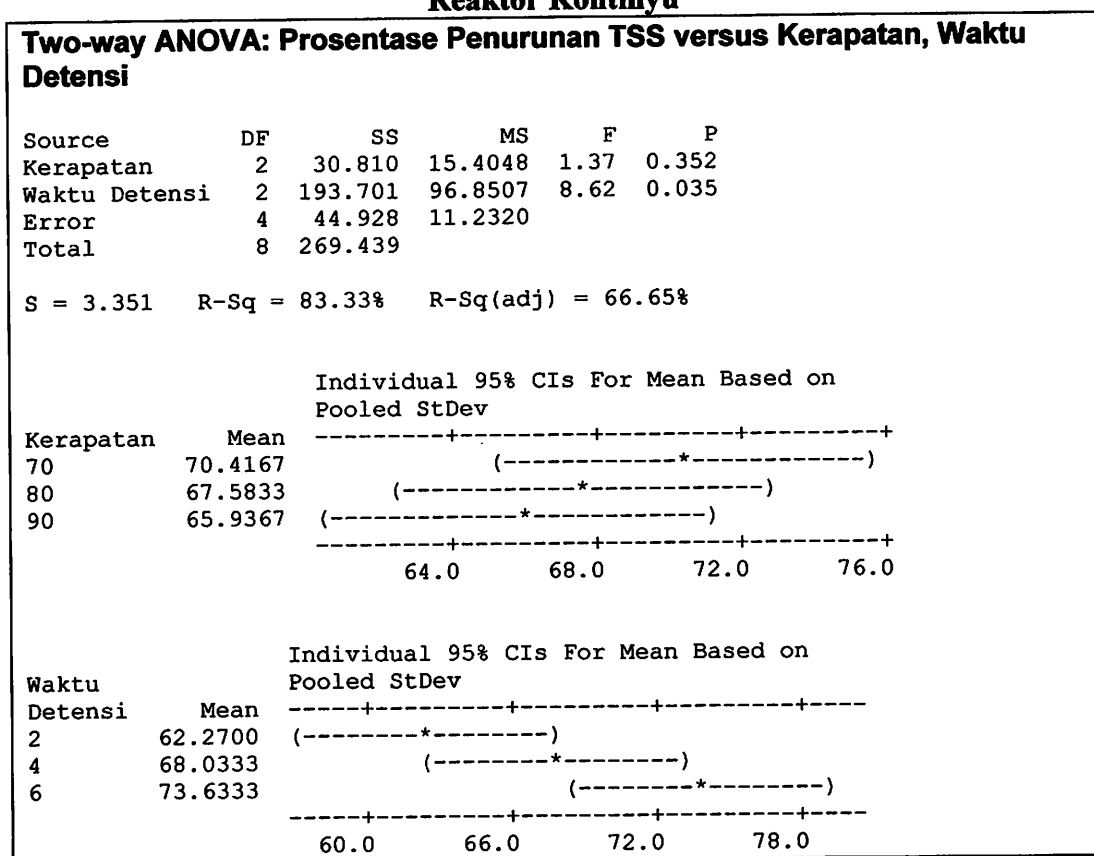 Reaktor Kontinyu
Two-way ANOVA: Prosentase Penurunan TSS versus Kerapatan, Waktu
Detensi
Source DF SS MS F P
Kerapatan 2 30.810 15.4048 1.37 0.352
Waktu Detensi 2 193.701 96.8507 8.62 0.035
Error 4 44.928 11.2320
Total 8 269.439
S = 3.351 R-Sq = 83.33% R-Sq(adj) = 66.65%
Individual 95% CIs For Mean Based on
Pooled StDev
Kerapatan Mean ---------+---------+---------+---------+
70 70.4167 (------------*------------)
80 67.5833 (------------*------------)
90 65.9367 (-------------*------------)
---------+---------+---------+---------+
64.0 68.0 72.0 76.0
Individual 95% CIs For Mean Based on
Waktu Pooled StDev
Detensi Mean -----+---------+---------+---------+----
2 62.2700 (--------*--------)
4 68.0333 (--------*--------)
6 73.6333 (--------*--------)
-----+---------+---------+---------+----
60.0 66.0 72.0 78.0